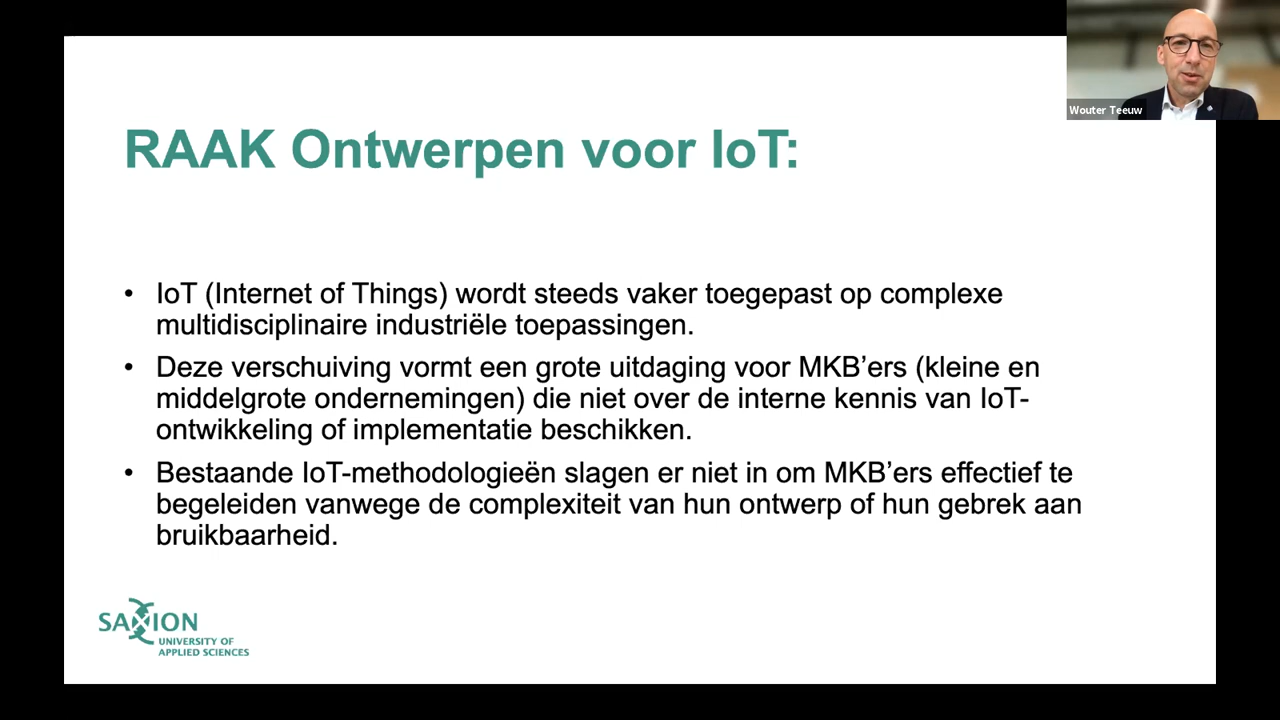 Wouter Teeuw
RAAK Ontwerpen voor IoT:
• IoT (Internet of Things) wordt steeds vaker toegepast op complexe
multidisciplinaire industriële toepassingen.
• Deze verschuiving vormt een grote uitdaging voor MKB’ers (kleine en
middelgrote ondernemingen) die niet over de interne kennis van IoT-
ontwikkeling of implementatie beschikken.
• Bestaande IoT-methodologieën slagen er niet in om MKB’ers effectief te
begeleiden vanwege de complexiteit van hun ontwerp of hun gebrek aan
bruikbaarheid.
SAXION
UNIVERSITY OF
APPLIED SCIENCES